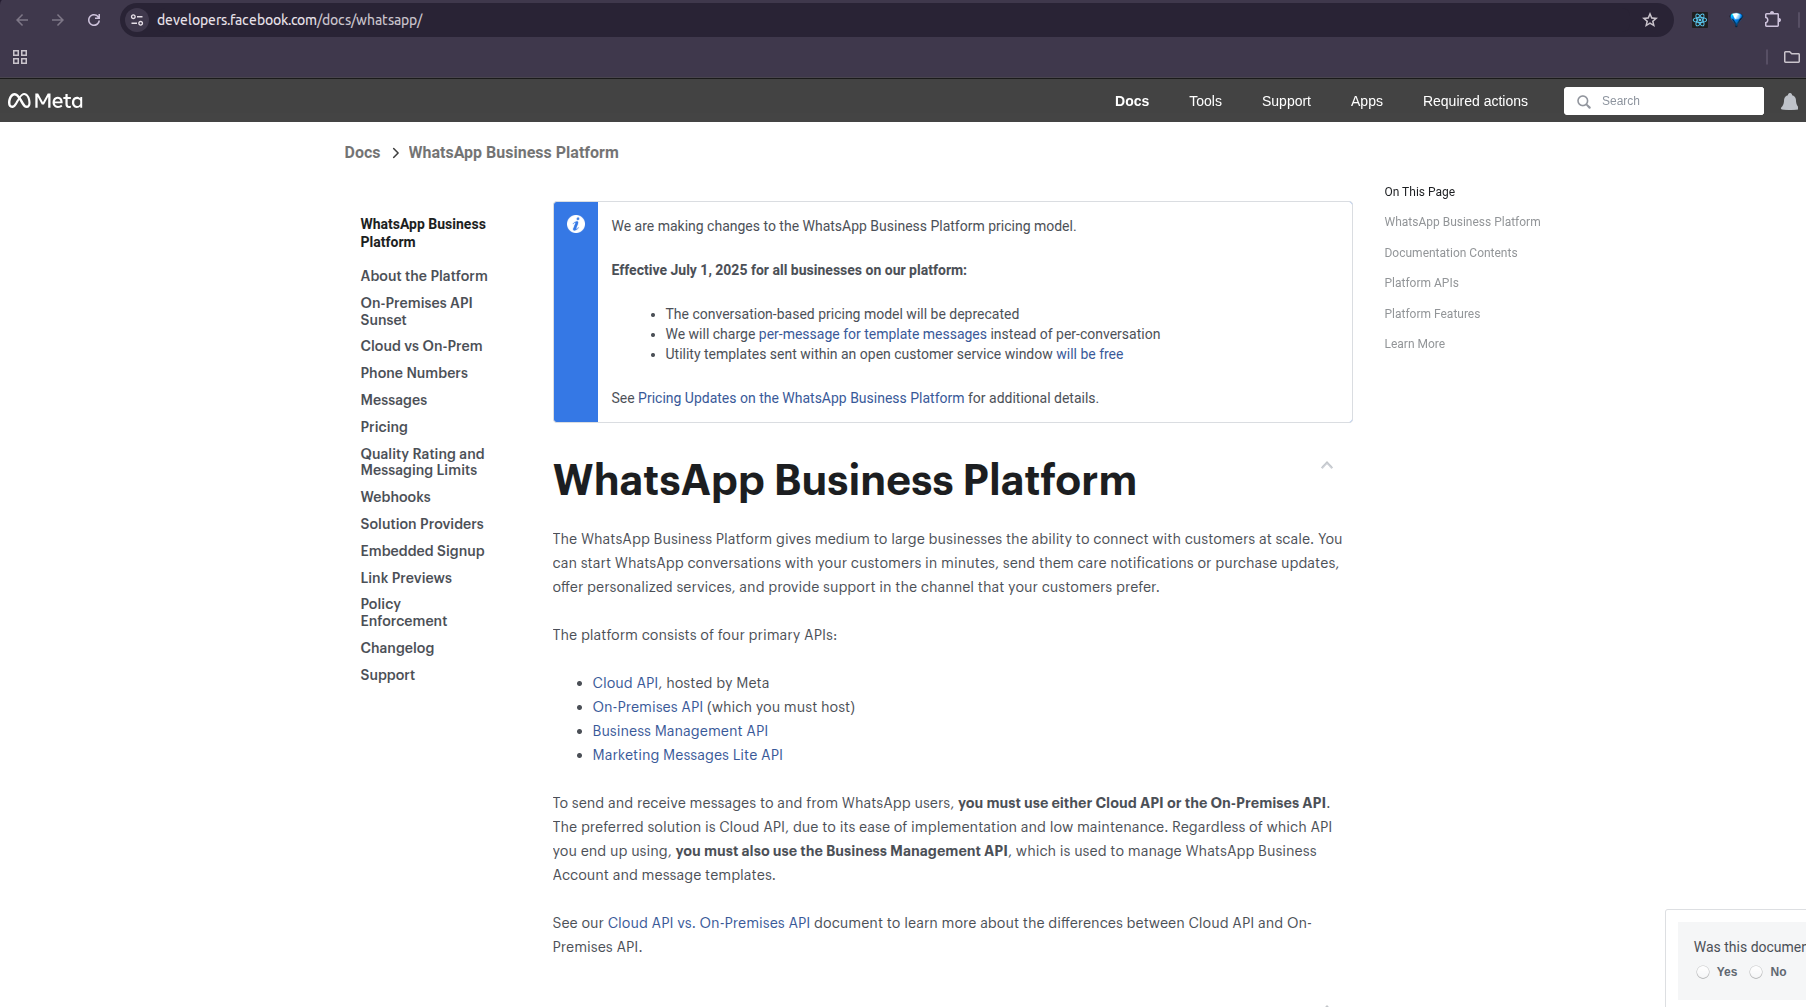 developers.facebook.com/docs/whatsapp/
Meta
Docs
Tools
Support
Apps
Required actions
Search
Docs
WhatsApp Business Platform
WhatsApp Business
Platform
About the Platform
On-Premises API
Sunset
Cloud vs On-Prem
Phone Numbers
Messages
Pricing
Quality Rating and
Messaging Limits
Webhooks
Solution Providers
Embedded Signup
Link Previews
Policy
Enforcement
Changelog
Support
We are making changes to the WhatsApp Business Platform pricing model.
Effective July 1, 2025 for all businesses on our platform:
The conversation-based pricing model will be deprecated
We will charge per-message for template messages instead of per-conversation
Utility templates sent within an open customer service window will be free
See Pricing Updates on the WhatsApp Business Platform for additional details.
WhatsApp Business Platform
The WhatsApp Business Platform gives medium to large businesses the ability to connect with customers at scale. You
can start WhatsApp conversations with your customers in minutes, send them care notifications or purchase updates,
offer personalized services, and provide support in the channel that your customers prefer.
The platform consists of four primary APIs:
Cloud API, hosted by Meta
On-Premises API (which you must host)
Business Management API
Marketing Messages Lite API
To send and receive messages to and from WhatsApp users, you must use either Cloud API or the On-Premises API.
The preferred solution is Cloud API, due to its ease of implementation and low maintenance. Regardless of which API
you end up using, you must also use the Business Management API, which is used to manage WhatsApp Business
Account and message templates.
See our Cloud API vs. On-Premises API document to learn more about the differences between Cloud API and On-
Premises API.
On This Page
WhatsApp Business Platform
Documentation Contents
Platform APIs
Platform Features
Learn More
Was this documen
Yes
No